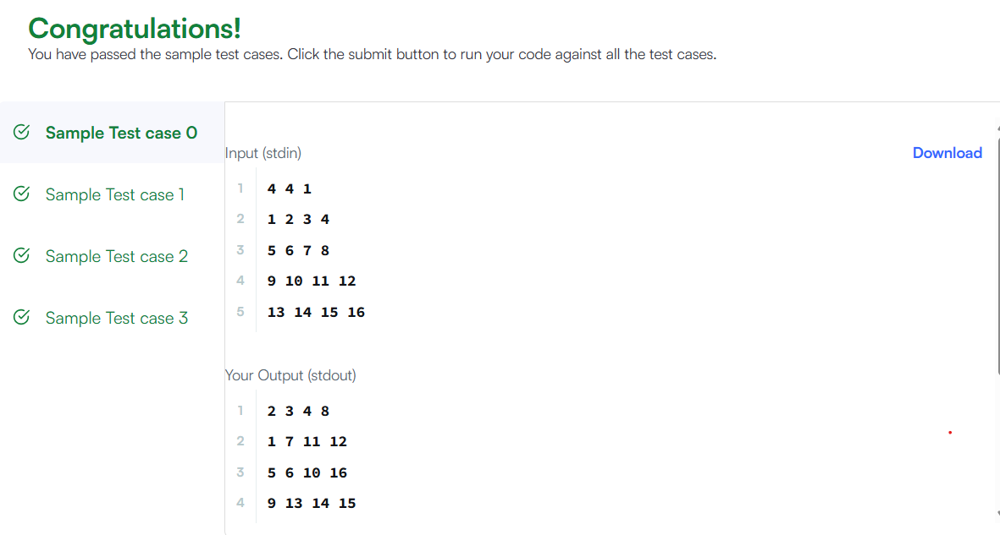 Congratulations!
You have passed the sample test cases. Click the submit button to run your code against all the test cases.
Sample Test case 0
Sample Test case 1
Sample Test case 2
Sample Test case 3
Input (stdin)
Download
1 4 4 1
2 1 2 3 4
3 5 6 7 8
4 9 10 11 12
5 13 14 15 16
Your Output (stdout)
1 2 3 4 8
2 1 7 11 12
3 5 6 10 16
4 9 13 14 15